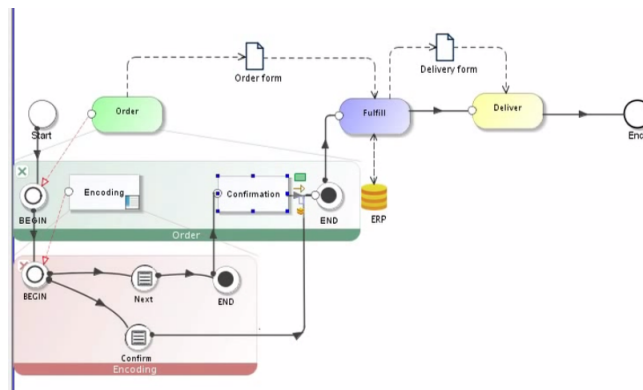 Order form
Delivery form
Order
Fulfill
Deliver
Start
End
Encoding
Confirmation
BEGIN
END
ERP
Order
BEGIN
Next
END
Confirm
Encoding